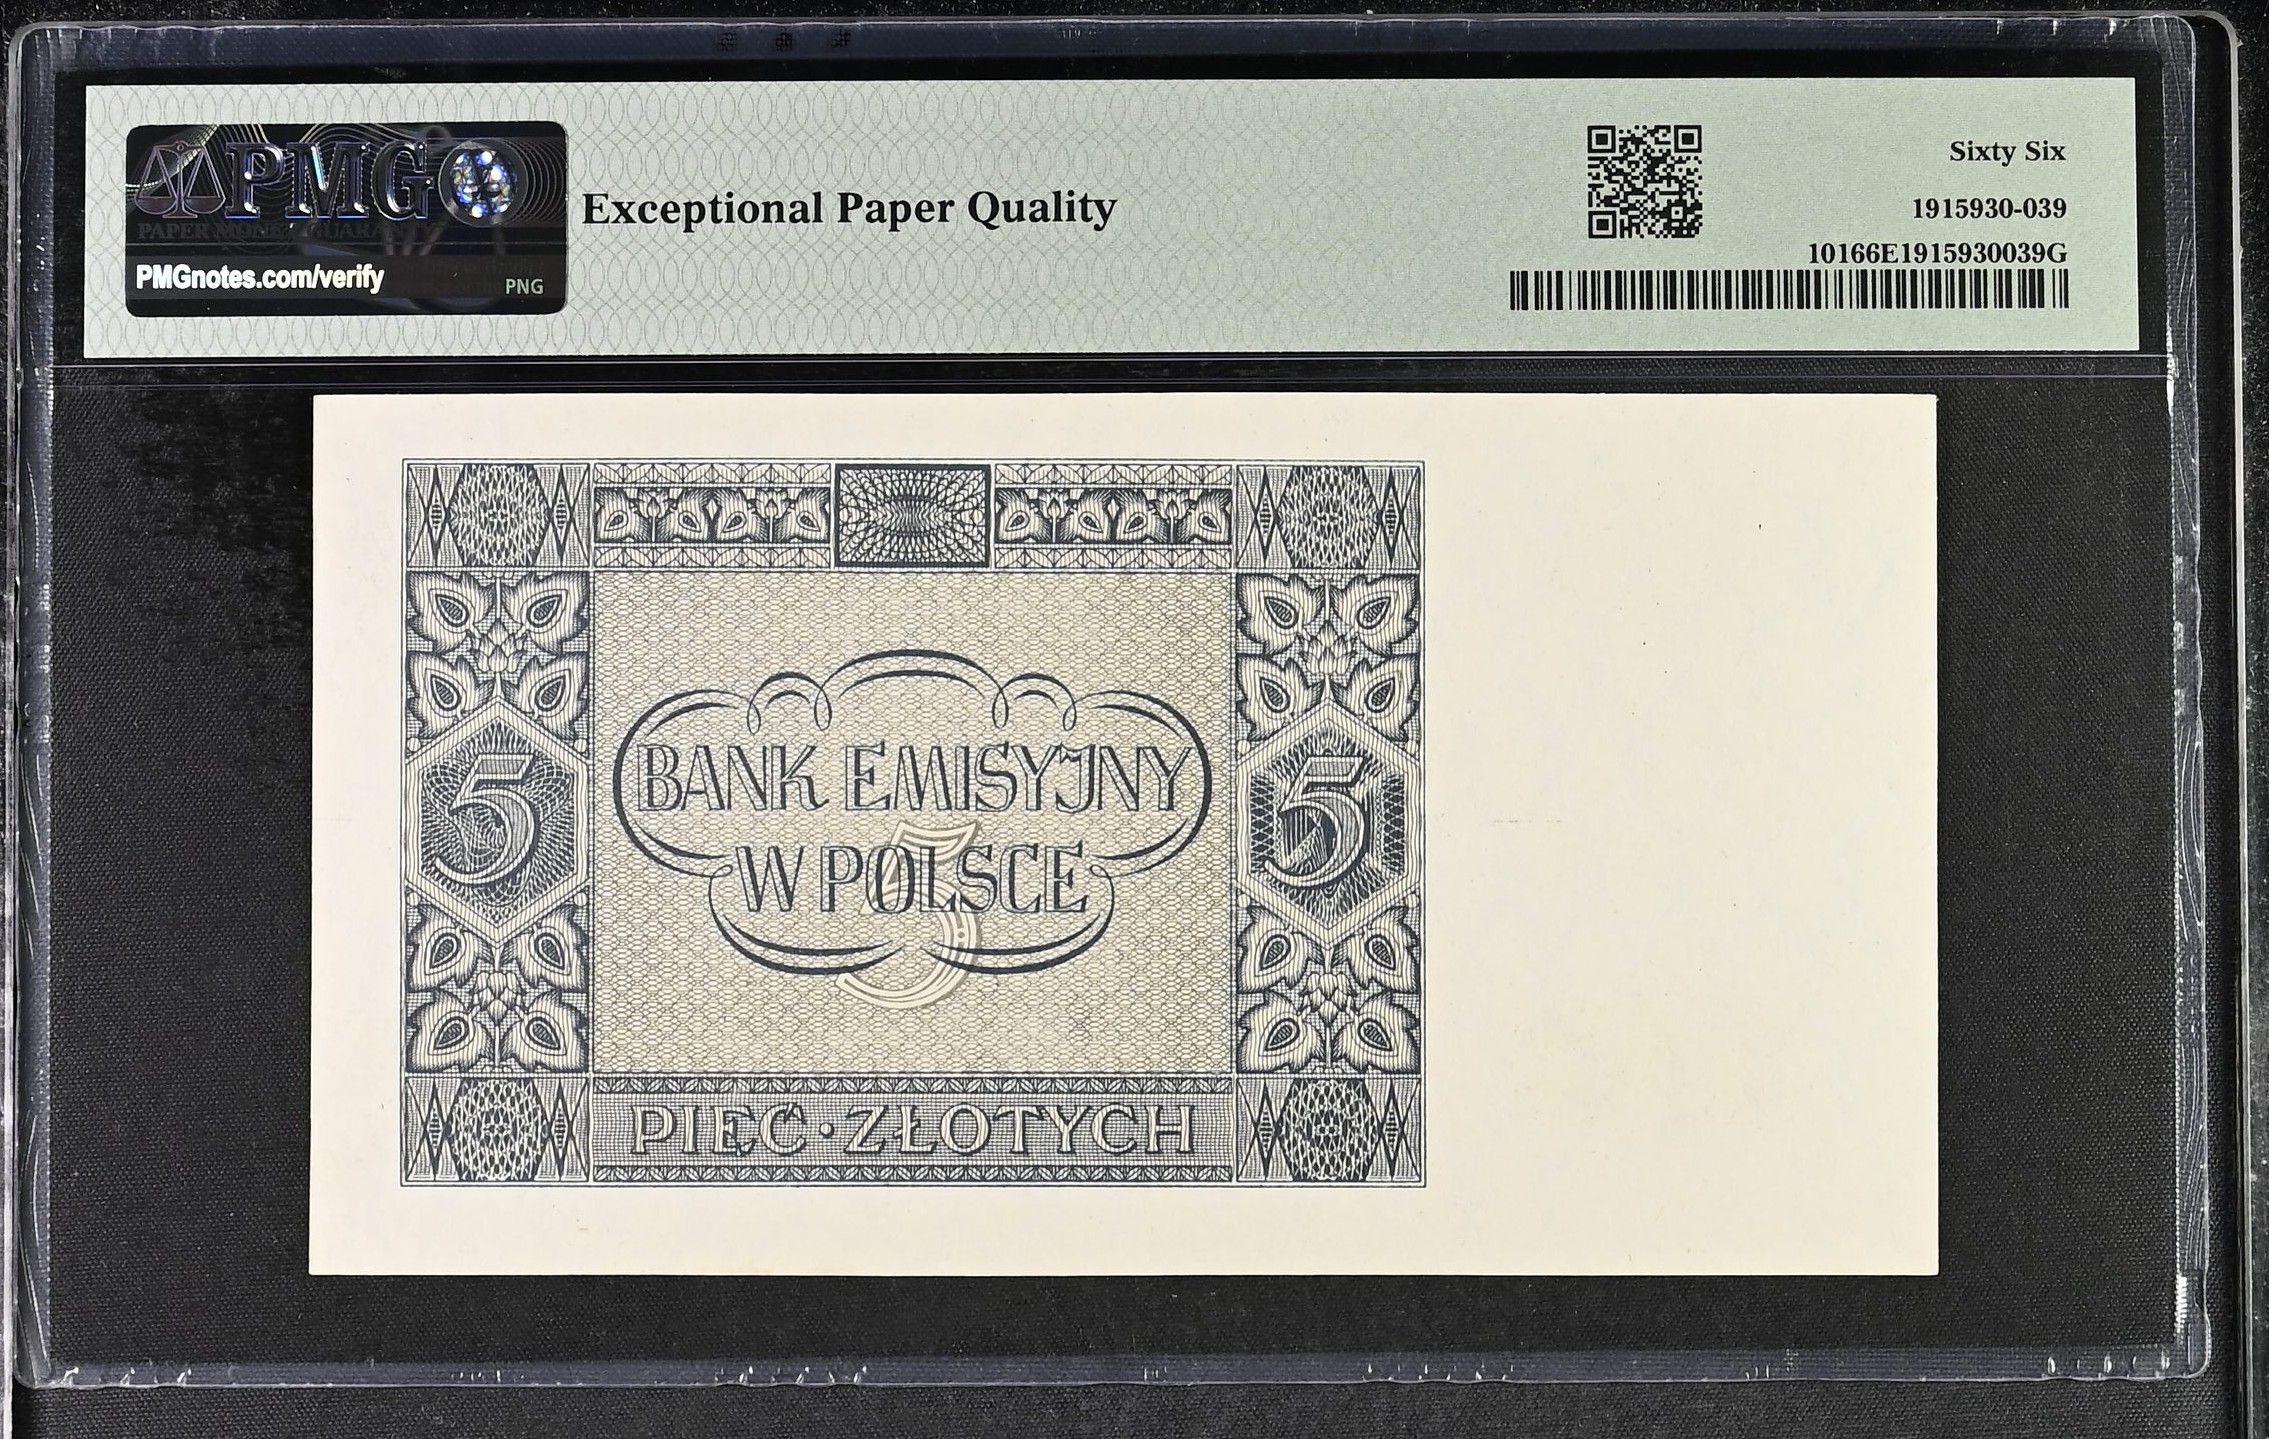 PMG
PAPER MONEY GUARANTY
PMGnotes.com/verify
PNG
Exceptional Paper Quality
Sixty Six
1915930-039
10166E1915930039G
BANK EMISYJNY
5 5
W POLSCE
5
PIĘĆ·ZŁOTYCH